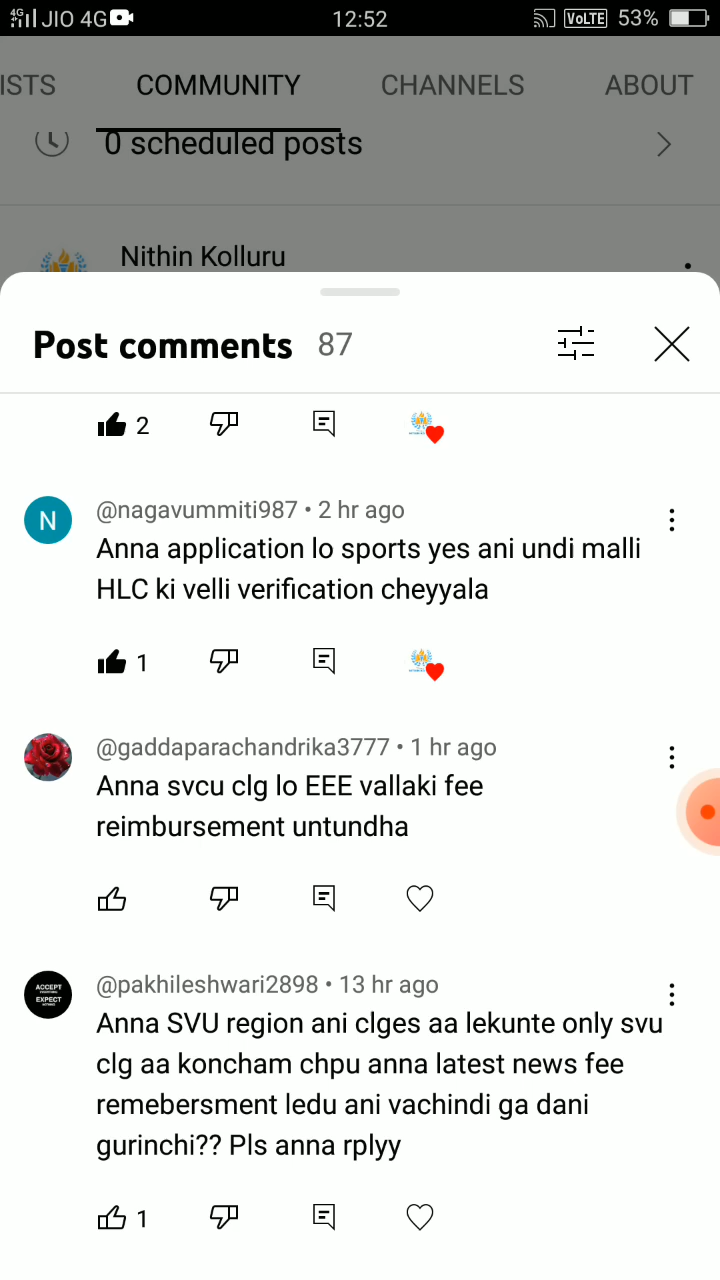 4G JIO 4G 12:52 VoLTE 53%
ISTS COMMUNITY CHANNELS ABOUT
0 scheduled posts
Nithin Kolluru
Post comments 87
2
N
@nagavummiti987 • 2 hr ago
Anna application lo sports yes ani undi malli
HLC ki velli verification cheyyala
1
@gaddaparachandrika3777 • 1 hr ago
Anna svcu clg lo EEE vallaki fee
reimbursement untundha
ACCEPT
EXPECT
@pakhileshwari2898 • 13 hr ago
Anna SVU region ani clges aa lekunte only svu
clg aa koncham chpu anna latest news fee
remebersment ledu ani vachindi ga dani
gurinchi?? Pls anna rplyy
1